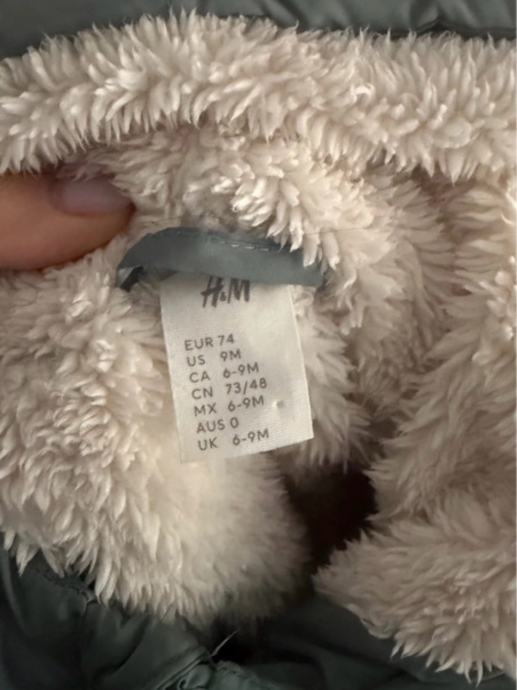 H&M
EUR 74
US 9M
CA 6-9M
CN 73/48
MX 6-9M
AUS 0
UK 6-9M